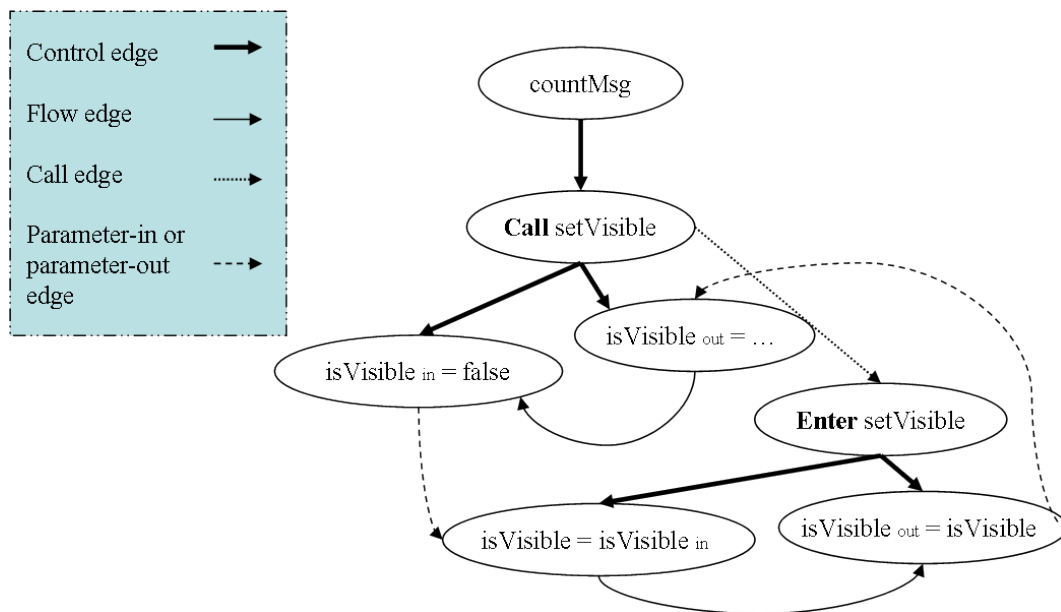 Control edge
Flow edge
Call edge
Parameter-in or
parameter-out
edge
countMsg
Call setVisible
isVisible out = …
isVisible in = false
Enter setVisible
isVisible out = isVisible
isVisible = isVisible in